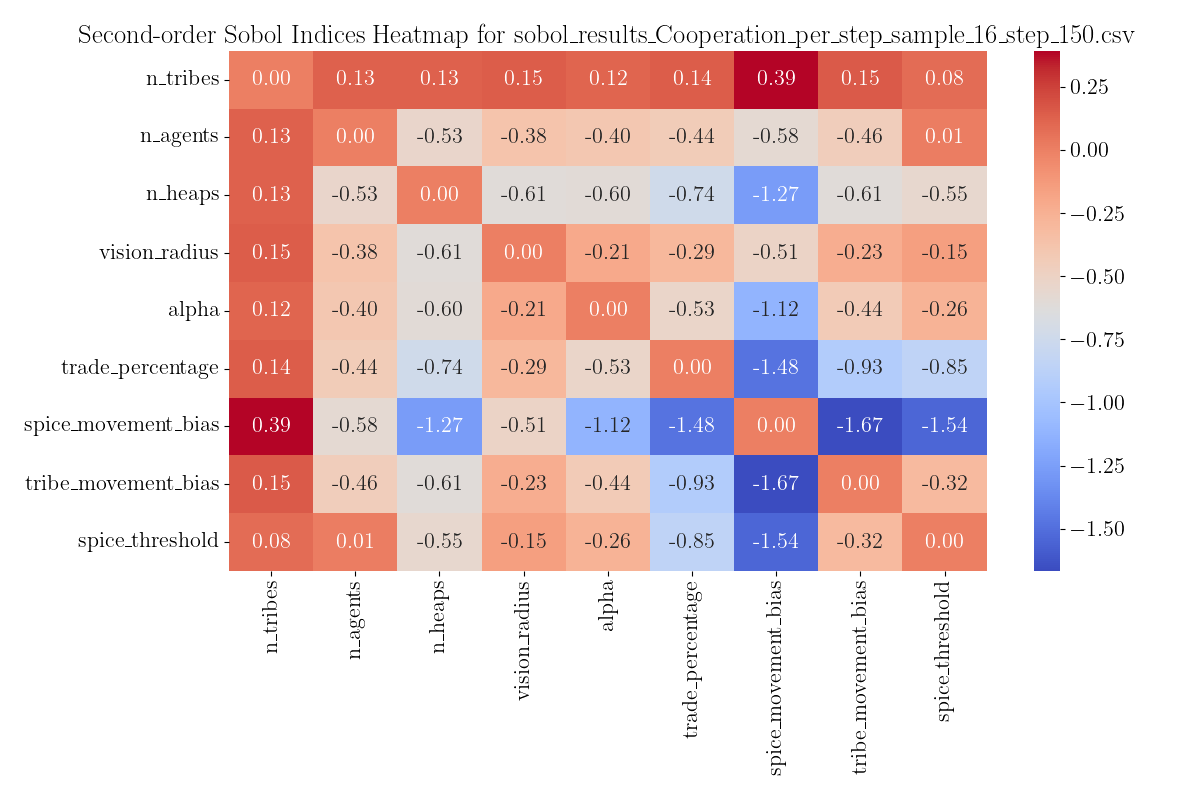 Second-order Sobol Indices Heatmap for sobol_results_Cooperation_per_step_sample_16_step_150.csv
n_tribes 0.00 0.13 0.13 0.15 0.12 0.14 0.39 0.15 0.08
n_agents 0.13 0.00 -0.53 -0.38 -0.40 -0.44 -0.58 -0.46 0.01
n_heaps 0.13 -0.53 0.00 -0.61 -0.60 -0.74 -1.27 -0.61 -0.55
vision_radius 0.15 -0.38 -0.61 0.00 -0.21 -0.29 -0.51 -0.23 -0.15
alpha 0.12 -0.40 -0.60 -0.21 0.00 -0.53 -1.12 -0.44 -0.26
trade_percentage 0.14 -0.44 -0.74 -0.29 -0.53 0.00 -1.48 -0.93 -0.85
spice_movement_bias 0.39 -0.58 -1.27 -0.51 -1.12 -1.48 0.00 -1.67 -1.54
tribe_movement_bias 0.15 -0.46 -0.61 -0.23 -0.44 -0.93 -1.67 0.00 -0.32
spice_threshold 0.08 0.01 -0.55 -0.15 -0.26 -0.85 -1.54 -0.32 0.00
n_tribes
n_agents
n_heaps
vision_radius
alpha
trade_percentage
spice_movement_bias
tribe_movement_bias
spice_threshold
0.25
0.00
−0.25
−0.50
−0.75
−1.00
−1.25
−1.50